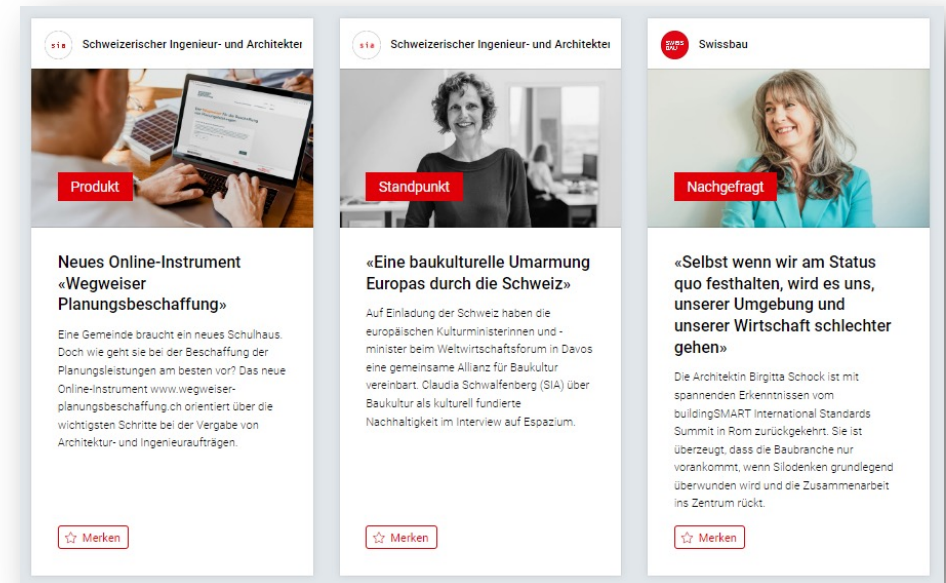 sia
Schweizerischer Ingenieur- und Architekter
Produkt
Neues Online-Instrument
«Wegweiser
Planungsbeschaffung»
Eine Gemeinde braucht ein neues Schulhaus.
Doch wie geht sie bei der Beschaffung der
Planungsleistungen am besten vor? Das neue
Online-Instrument www.wegweiser-
planungsbeschaffung.ch orientiert über die
wichtigsten Schritte bei der Vergabe von
Architektur- und Ingenieuraufträgen.
Merken
sia
Schweizerischer Ingenieur- und Architekter
Standpunkt
«Eine baukulturelle Umarmung
Europas durch die Schweiz»
Auf Einladung der Schweiz haben die
europäischen Kulturministerinnen und -
minister beim Weltwirtschaftsforum in Davos
eine gemeinsame Allianz für Baukultur
vereinbart. Claudia Schwalfenberg (SIA) über
Baukultur als kulturell fundierte
Nachhaltigkeit im Interview auf Espazium.
Merken
SWISS
BAU
Swissbau
Nachgefragt
«Selbst wenn wir am Status
quo festhalten, wird es uns,
unserer Umgebung und
unserer Wirtschaft schlechter
gehen»
Die Architektin Birgitta Schock ist mit
spannenden Erkenntnissen vom
buildingSMART International Standards
Summit in Rom zurückgekehrt. Sie ist
überzeugt, dass die Baubranche nur
vorankommt, wenn Silodenken grundlegend
überwunden wird und die Zusammenarbeit
ins Zentrum rückt.
Merken